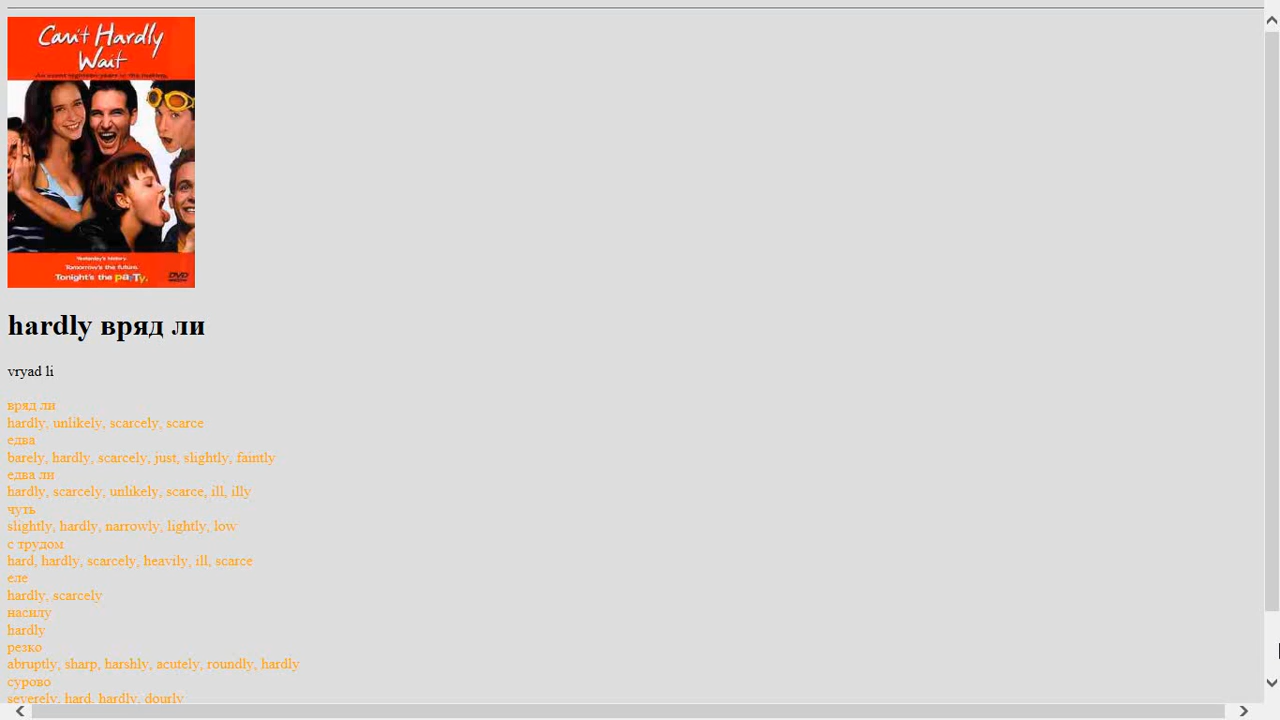 Can't Hardly
Wait
Yesterday's history.
Tomorrow's the future.
Tonight's the party.
DVD
hardly вряд ли
vryad li
вряд ли
hardly, unlikely, scarcely, scarce
едва
barely, hardly, scarcely, just, slightly, faintly
едва ли
hardly, scarcely, unlikely, scarce, ill, illy
чуть
slightly, hardly, narrowly, lightly, low
с трудом
hard, hardly, scarcely, heavily, ill, scarce
еле
hardly, scarcely
насилу
hardly
резко
abruptly, sharp, harshly, acutely, roundly, hardly
сурово
severely, hard, hardly, dourly